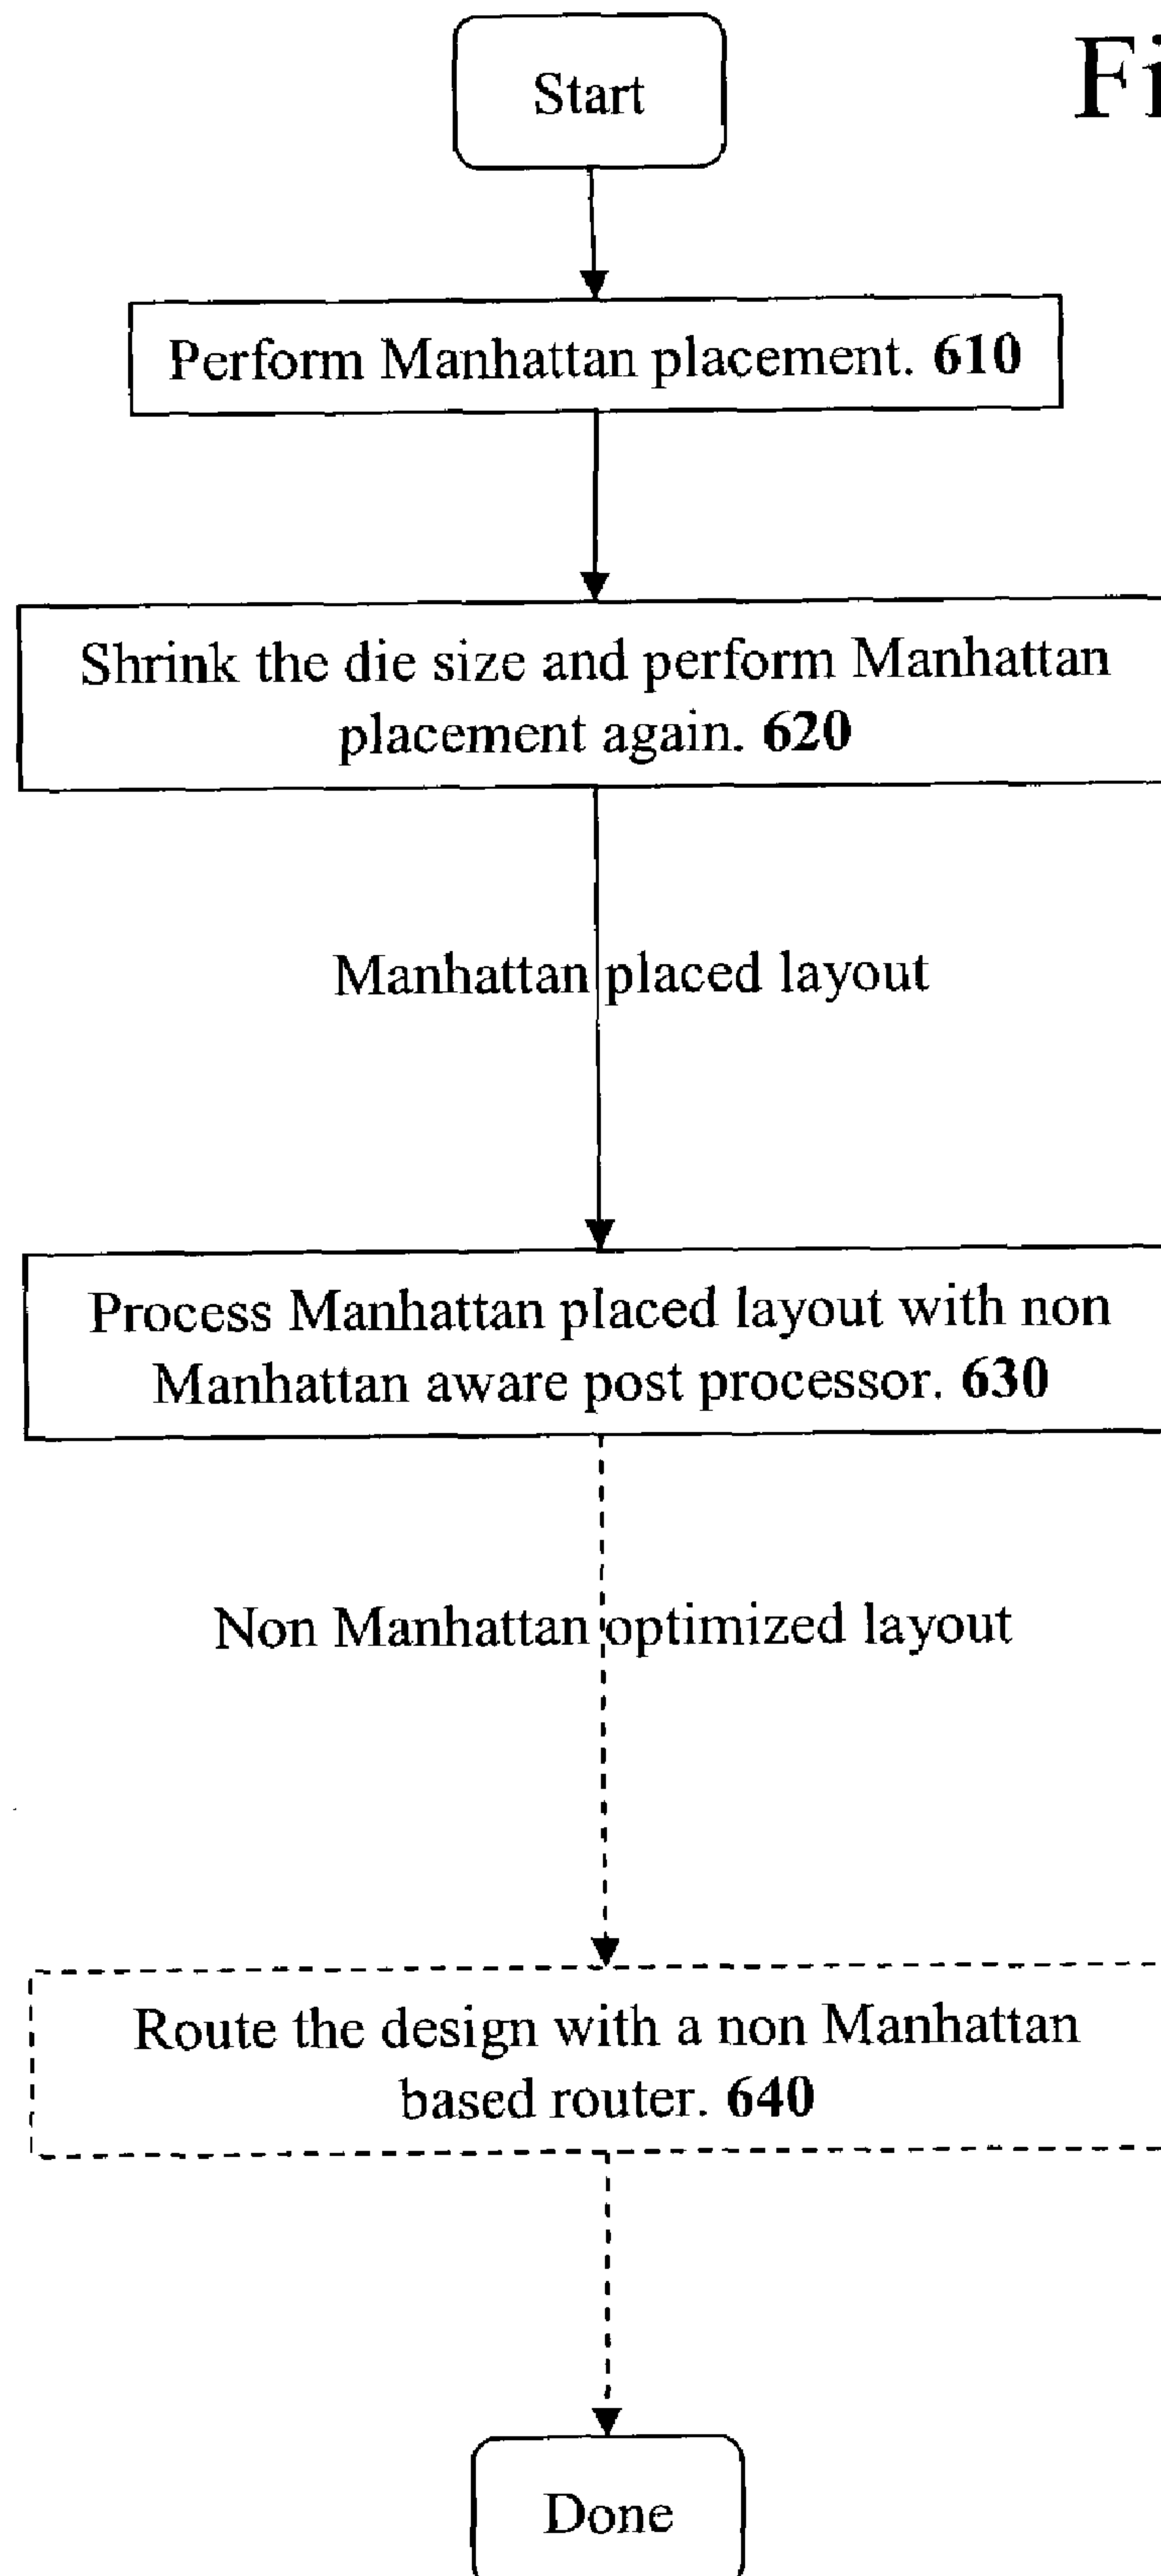 Fi
Start
Perform Manhattan placement. 610
Shrink the die size and perform Manhattan
placement again. 620
Manhattan placed layout
Process Manhattan placed layout with non
Manhattan aware post processor. 630
Non Manhattan optimized layout
Route the design with a non Manhattan
based router. 640
Done